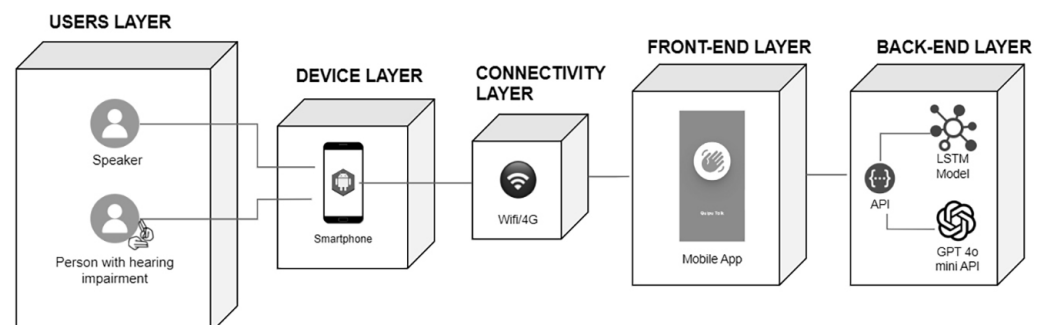 USERS LAYER
Speaker
Person with hearing
impairment
DEVICE LAYER
Smartphone
CONNECTIVITY
LAYER
Wifi/4G
FRONT-END LAYER
Mobile App
BACK-END LAYER
API
LSTM
Model
GPT 4o
mini API